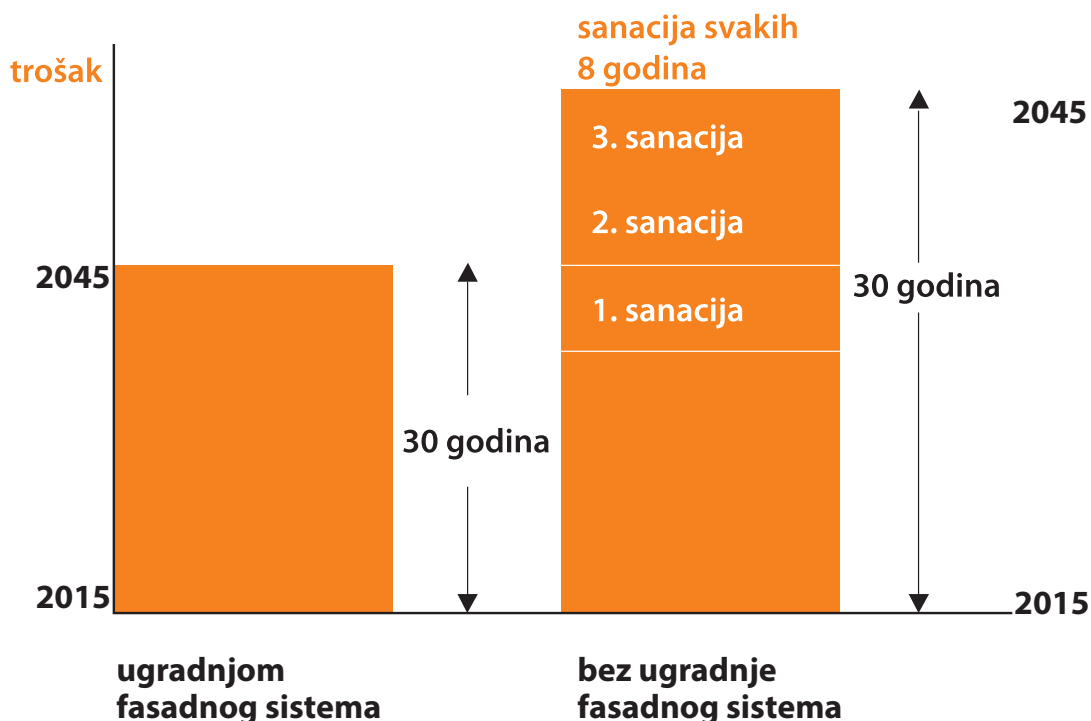 trošak
sanacija svakih
8 godina
2045
3. sanacija
2. sanacija
2045
1. sanacija
30 godina
30 godina
2015
2015
ugradnjom
fasadnog sistema
bez ugradnje
fasadnog sistema